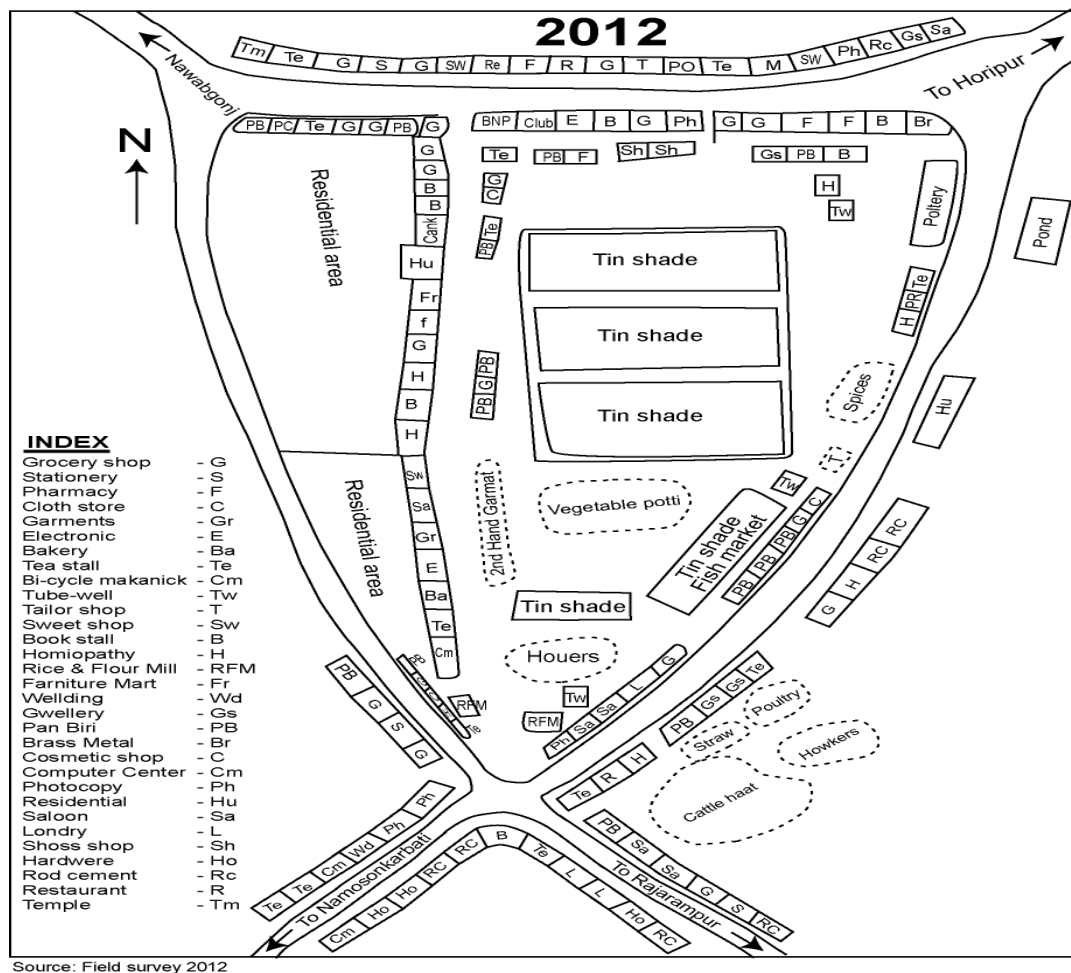 2012
Tm Te G S G SW Re F R G T PO Te M SW Ph Rc Gs Sa
Nawabgonj
To Horipur
N
PB PC Te G G PB G
BNP Club E B G Ph
G G F F B Br
Te
PB F
Sh Sh
Gs PB B
G
G
B
B
Cank
Hu
Fr
f
G
H
B
H
G
C
PB Te
PB G PB
H
Tw
Poltery
Pond
H PR Te
Residential area
Tin shade
Tin shade
Tin shade
Spices
Hu
T
Sw
Sa
Gr
E
Ba
Te
Cm
Residential area
2nd Hand Garmat
Vegetable potti
Tw
Tin shade
Fish market
PB PB PB G C
G H RC RC
Tin shade
Houers
RFM
RFM
Tw
Ph Sa Sa L G
PB G S G
PB Gs Gs Te
Poultry
Straw
Howkers
Cattle haat
Te R H
Te Te Cm Wd Ph Ph
To Namosonkarbati
Cm Ho Ho RC RC B Te L L Ho RC
To Rajarampur
PB Sa Sa G S RC
INDEX
Grocery shop - G
Stationery - S
Pharmacy - F
Cloth store - C
Garments - Gr
Electronic - E
Bakery - Ba
Tea stall - Te
Bi-cycle makanick - Cm
Tube-well - Tw
Tailor shop - T
Sweet shop - Sw
Book stall - B
Homiopathy - H
Rice & Flour Mill - RFM
Farniture Mart - Fr
Wellding - Wd
Gwellery - Gs
Pan Biri - PB
Brass Metal - Br
Cosmetic shop - C
Computer Center - Cm
Photocopy - Ph
Residential - Hu
Saloon - Sa
Londry - L
Shoss shop - Sh
Hardwere - Ho
Rod cement - Rc
Restaurant - R
Temple - Tm
Source: Field survey 2012